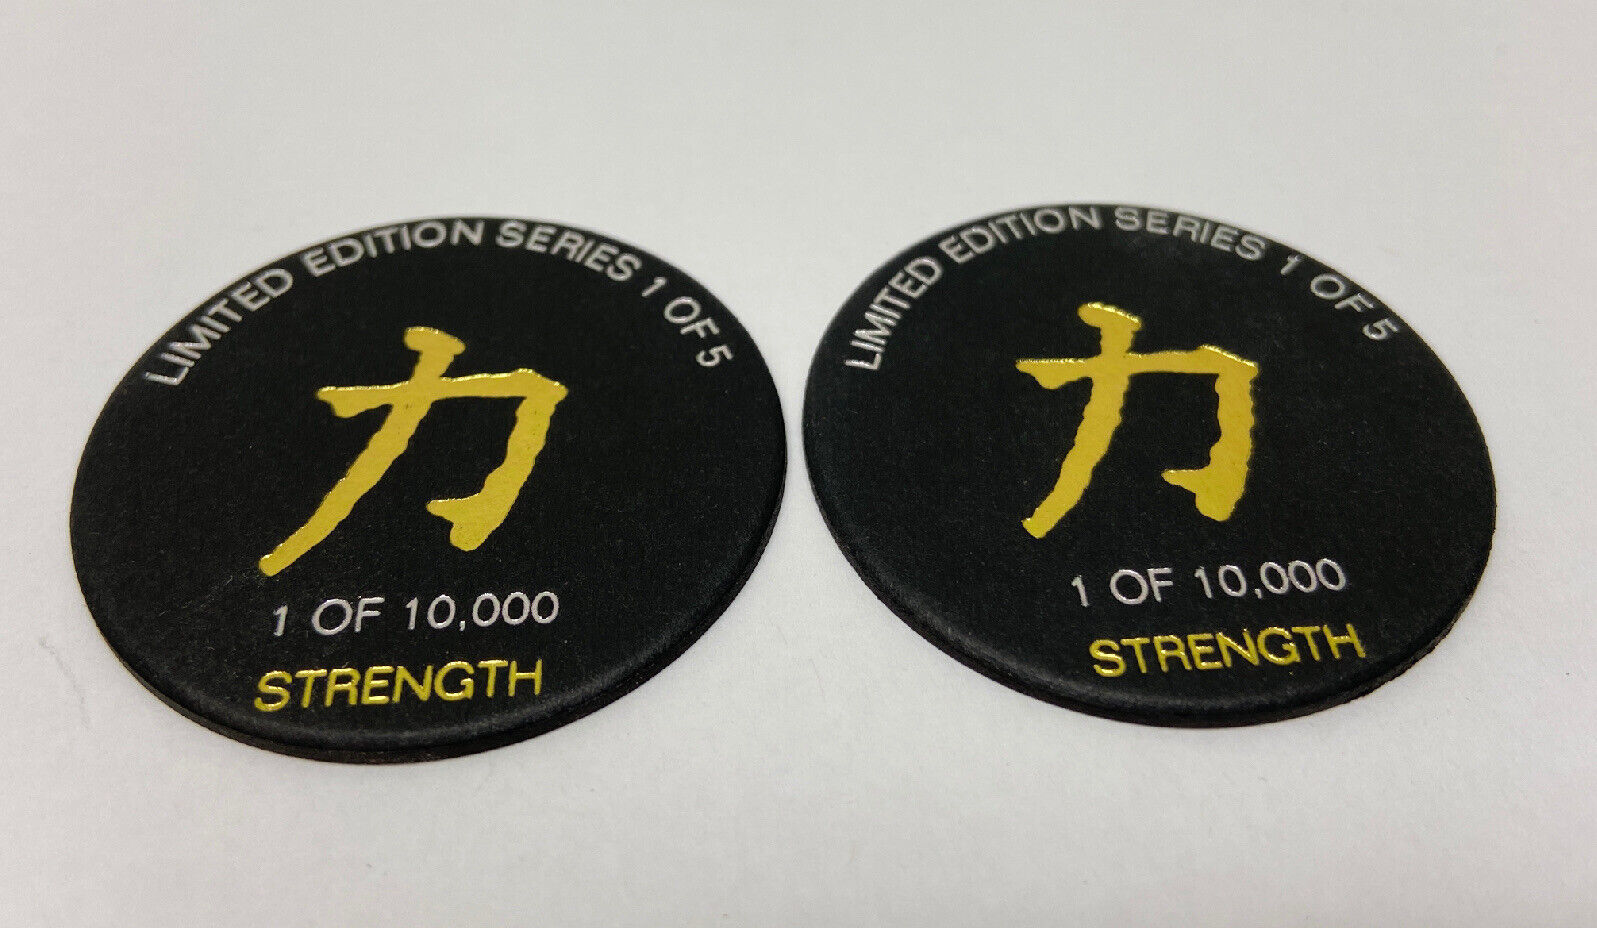 LIMITED EDITION SERIES 1 OF 5
力
1 OF 10,000
STRENGTH
LIMITED EDITION SERIES 1 OF 5
力
1 OF 10,000
STRENGTH